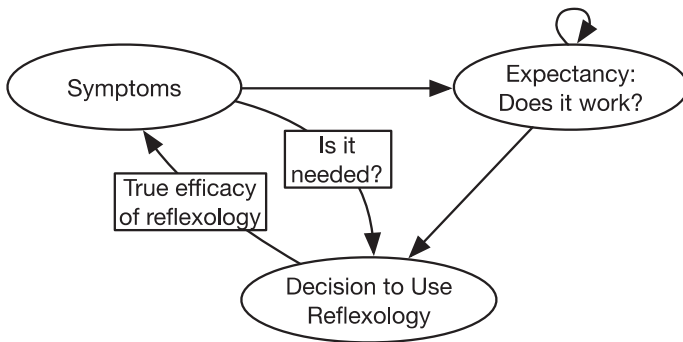 Symptoms
Expectancy:
Does it work?
Is it
needed?
True efficacy
of reflexology
Decision to Use
Reflexology